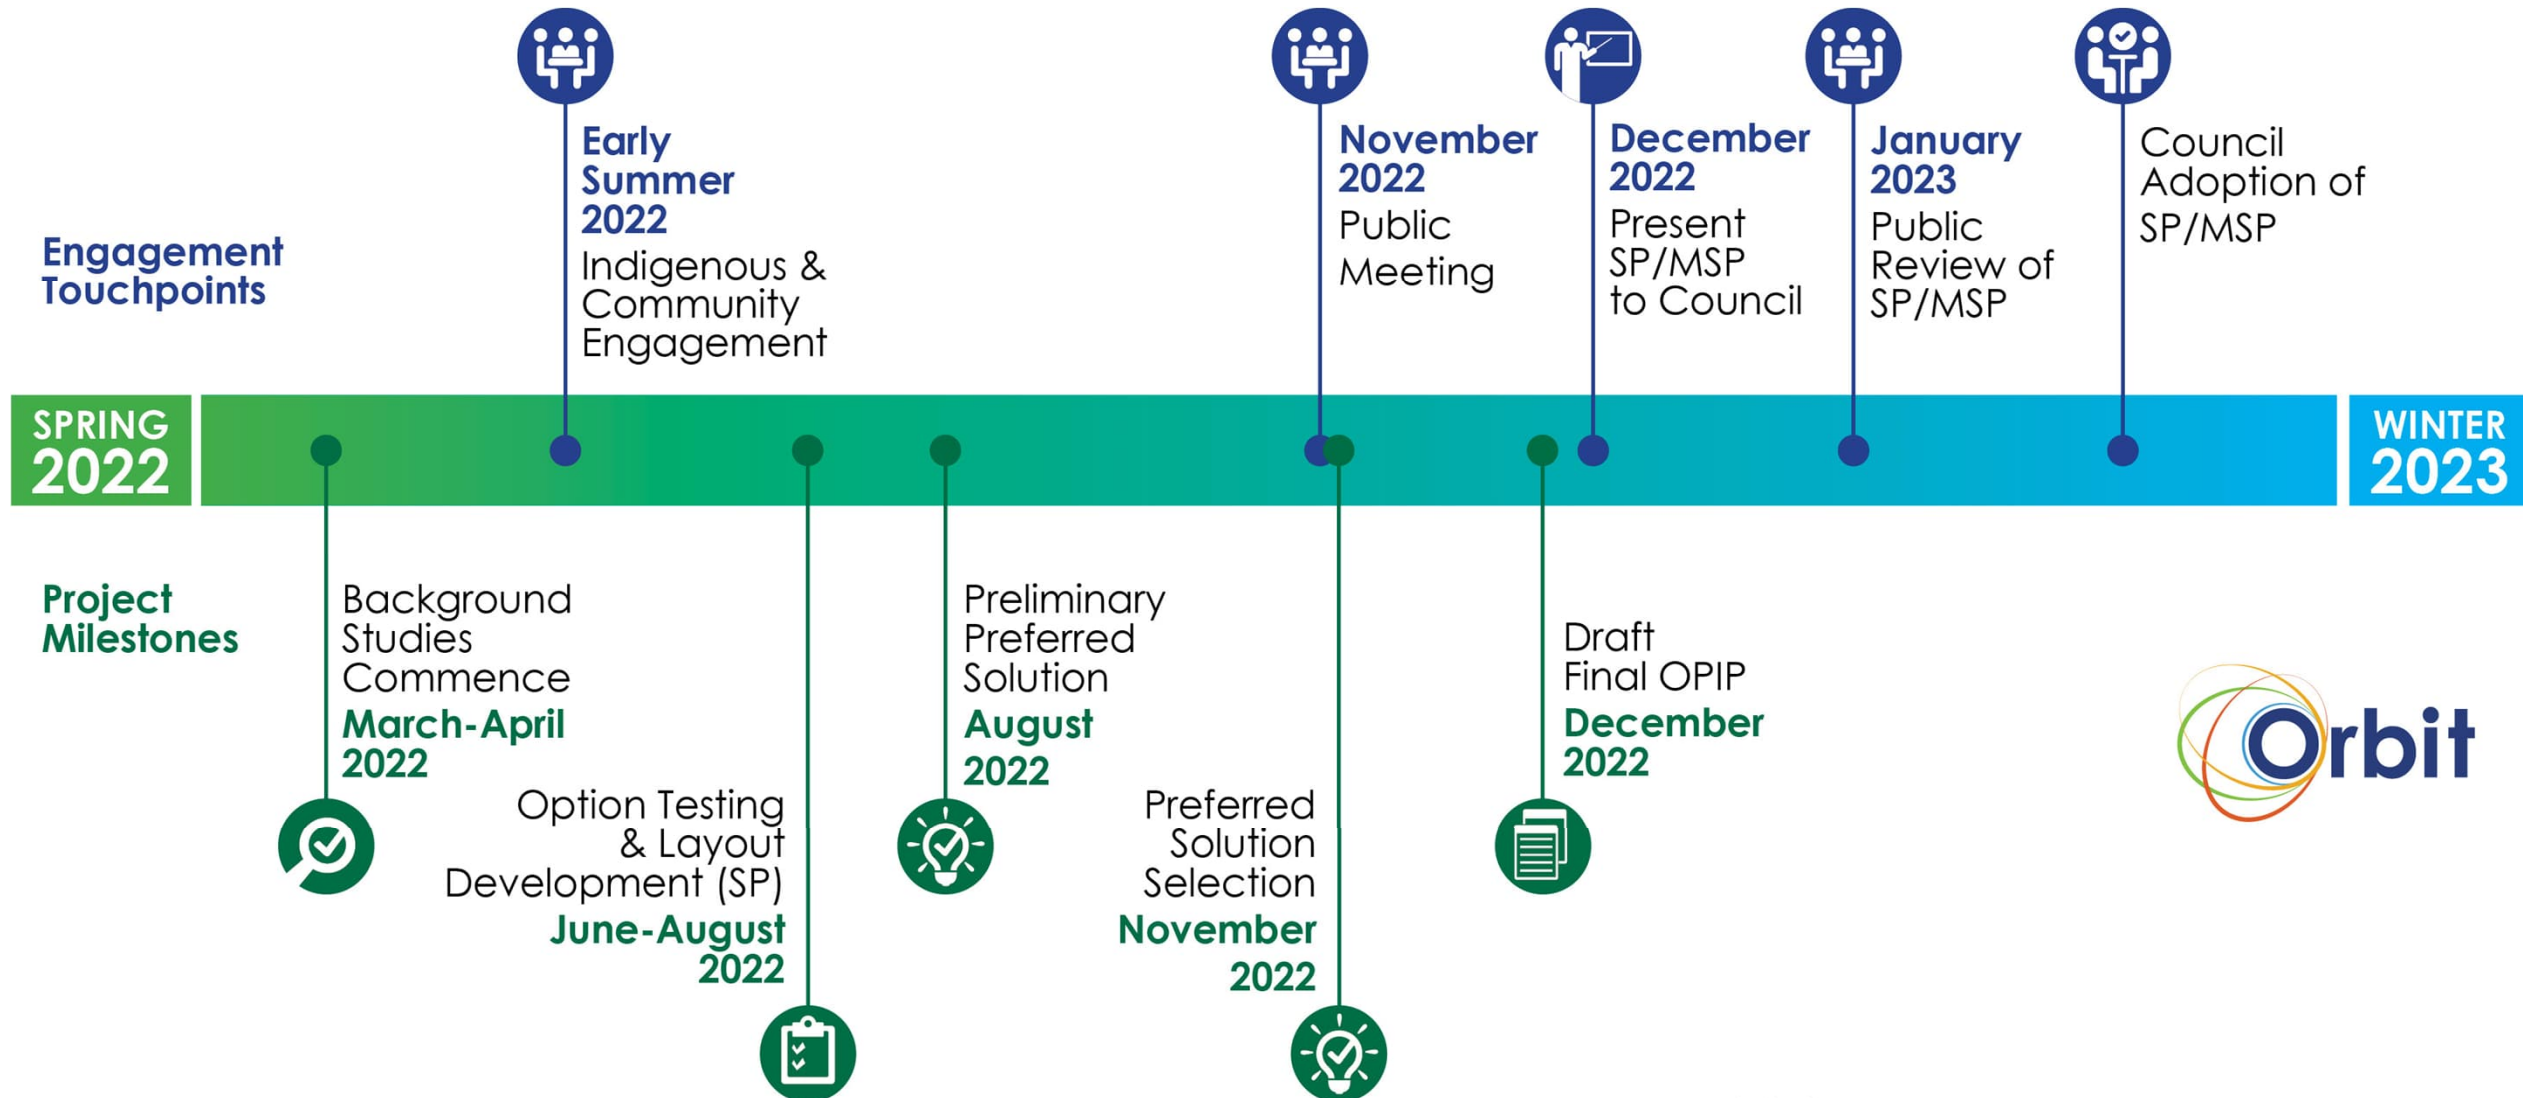 Early
Summer
2022
Indigenous &
Community
Engagement
November
2022
Public
Meeting
December
2022
Present
SP/MSP
to Council
January
2023
Public
Review of
SP/MSP
Council
Adoption of
SP/MSP
Engagement
Touchpoints
SPRING
2022
WINTER
2023
Project
Milestones
Background
Studies
Commence
March-April
2022
Option Testing
& Layout
Development (SP)
June-August
2022
Preliminary
Preferred
Solution
August
2022
Preferred
Solution
Selection
November
2022
Draft
Final OPIP
December
2022
Orbit